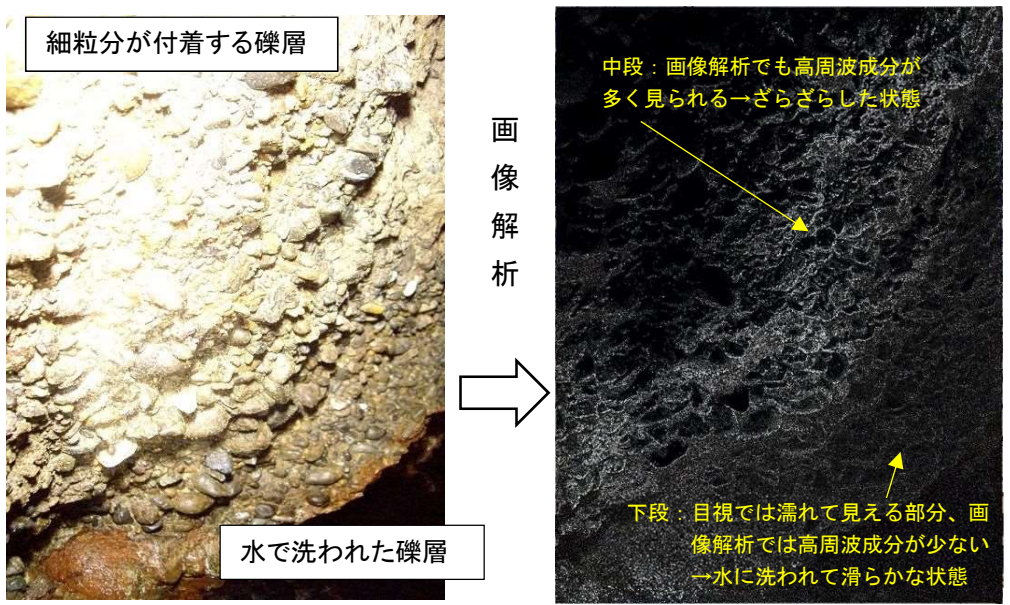 細粒分が付着する礫層
水で洗われた礫層
画
像
解
析
中段：画像解析でも高周波成分が
多く見られる→ざらざらした状態
下段：目視では濡れて見える部分、画
像解析では高周波成分が少ない
→水に洗われて滑らかな状態